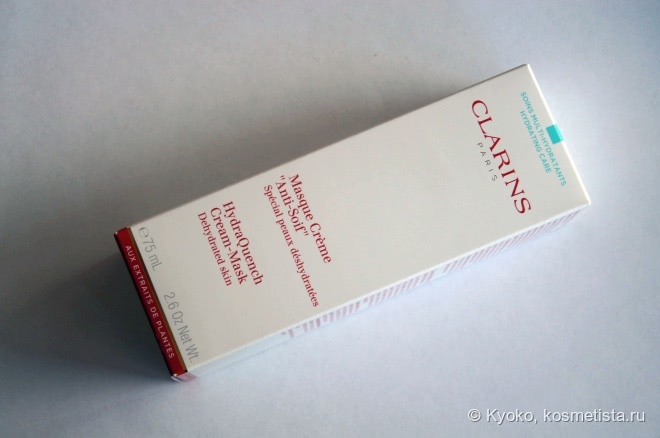 SOINS MULTI-HYDRATANTS
HYDRATING CARE
CLARINS
PARIS
Masque Crème
"Anti-Soif"
Spécial peaux déshydratées
HydraQuench
Cream-Mask
Dehydrated skin
℮ 75 mL 2.6 Oz Net Wt.
AUX EXTRAITS DE PLANTES
© Kyoko, kosmetista.ru